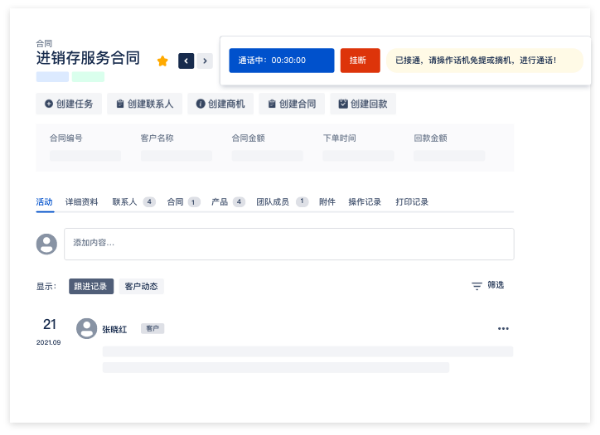 合同
进销存服务合同
通话中：00:30:00
挂断
已接通，请操作话机免提或摘机，进行通话！
创建任务
创建联系人
创建商机
创建合同
创建回款
合同编号
客户名称
合同金额
下单时间
回款金额
活动
详细资料
联系人 4
合同 1
产品 4
团队成员 1
附件
操作记录
打印记录
添加内容...
显示：
跟进记录
客户动态
筛选
21
2021.09
张晓红
客户